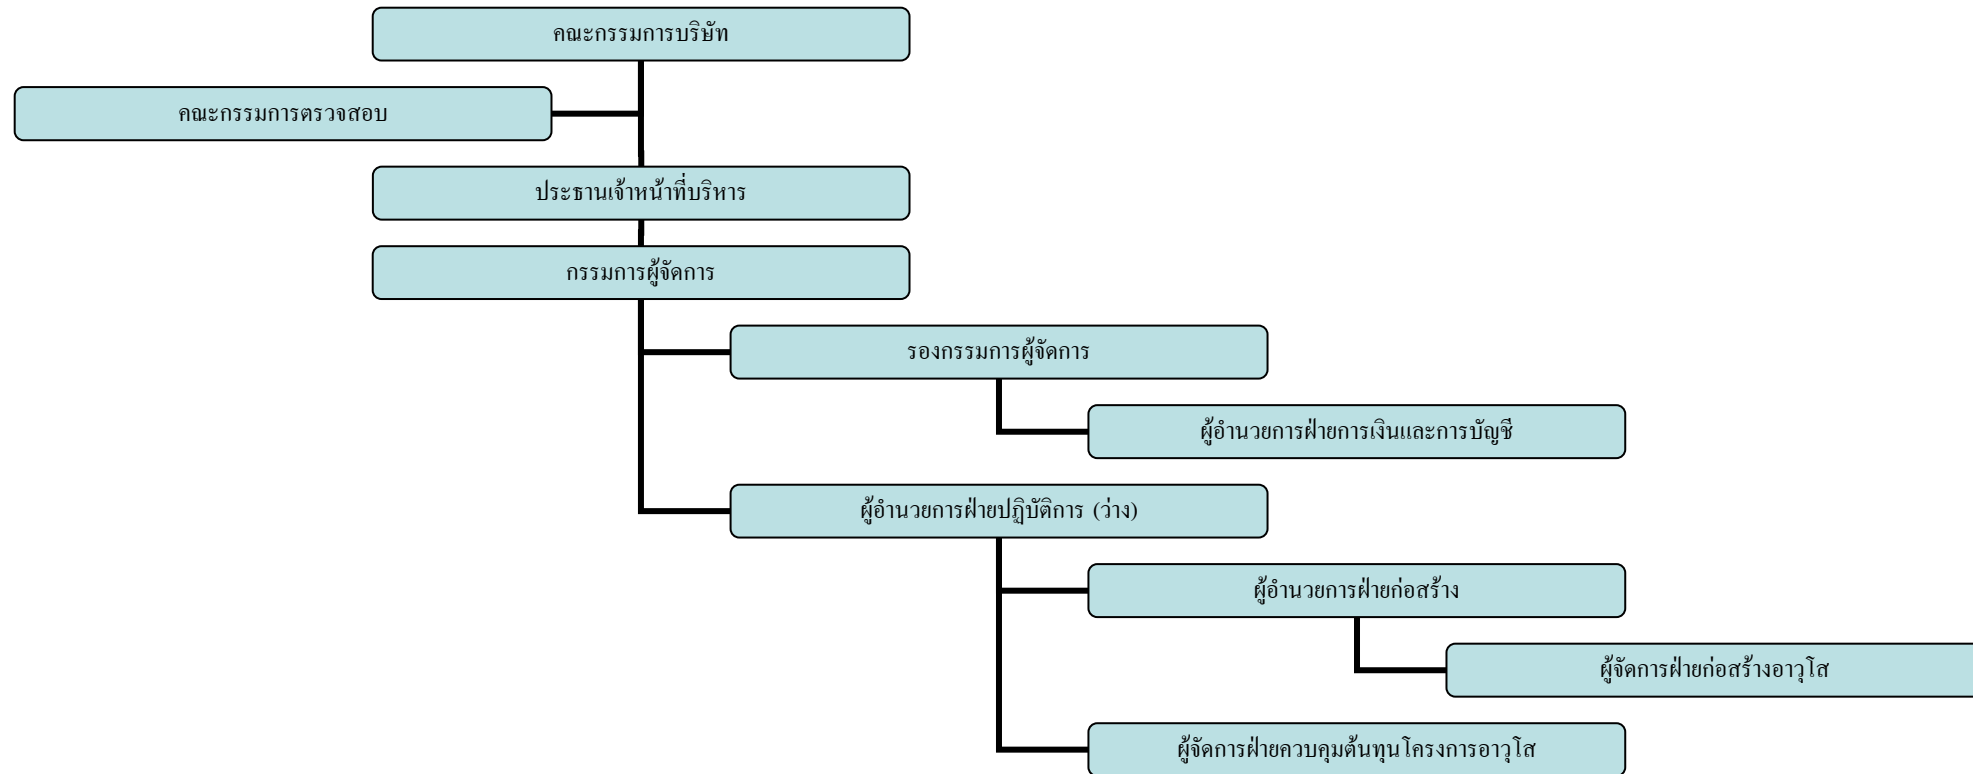 คณะกรรมการบริษัท
คณะกรรมการตรวจสอบ
ประธานเจ้าหน้าที่บริหาร
กรรมการผู้จัดการ
รองกรรมการผู้จัดการ
ผู้อำนวยการฝ่ายการเงินและการบัญชี
ผู้อำนวยการฝ่ายปฏิบัติการ (ว่าง)
ผู้อำนวยการฝ่ายก่อสร้าง
ผู้จัดการฝ่ายก่อสร้างอาวุโส
ผู้จัดการฝ่ายควบคุมต้นทุนโครงการอาวุโส